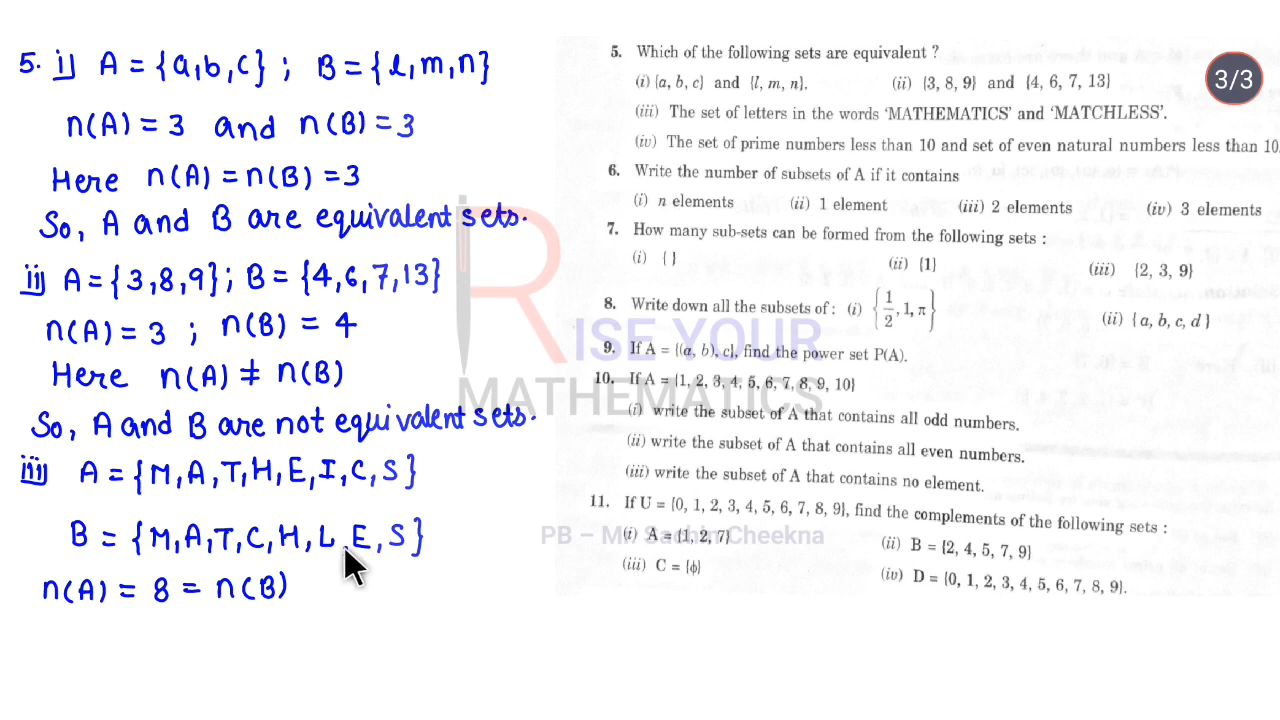 5. i) A = {a, b, c} ; B = {l, m, n}
n(A) = 3 and n(B) = 3
Here n(A) = n(B) = 3
So, A and B are equivalent sets.
ii) A = {3,8,9} ; B = {4,6,7,13}
n(A) = 3 ; n(B) = 4
Here n(A) ≠ n(B)
So, A and B are not equivalent sets.
iii) A = {M, A, T, H, E, I, C, S}
B = {M, A, T, C, H, L, E, S}
n(A) = 8 = n(B)
3/3
5. Which of the following sets are equivalent ?
(i) {a, b, c} and {l, m, n}. (ii) {3, 8, 9} and {4, 6, 7, 13}
(iii) The set of letters in the words 'MATHEMATICS' and 'MATCHLESS'.
(iv) The set of prime numbers less than 10 and set of even natural numbers less than 10
6. Write the number of subsets of A if it contains
(i) n elements (ii) 1 element (iii) 2 elements (iv) 3 elements
7. How many sub-sets can be formed from the following sets :
(i) { } (ii) {1} (iii) {2, 3, 9}
8. Write down all the subsets of : (i) {1/2, 1, π} (ii) { a, b, c, d }
9. If A = {(a, b), c}, find the power set P(A).
10. If A = {1, 2, 3, 4, 5, 6, 7, 8, 9, 10}
(i) write the subset of A that contains all odd numbers.
(ii) write the subset of A that contains all even numbers.
(iii) write the subset of A that contains no element.
11. If U = {0, 1, 2, 3, 4, 5, 6, 7, 8, 9}, find the complements of the following sets :
(i) A = {1, 2, 7} (ii) B = {2, 4, 5, 7, 9}
(iii) C = {ϕ} (iv) D = {0, 1, 2, 3, 4, 5, 6, 7, 8, 9}.
RISE YOUR
MATHEMATICS
PB – Mr Sachin Cheekna